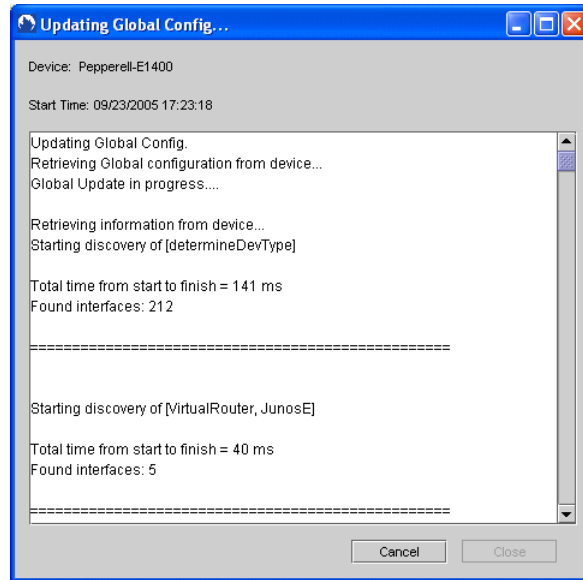 Updating Global Config...
Device: Pepperell-E1400
Start Time: 09/23/2005 17:23:18
Updating Global Config.
Retrieving Global configuration from device...
Global Update in progress....
Retrieving information from device...
Starting discovery of [determineDevType]
Total time from start to finish = 141 ms
Found interfaces: 212
==================================================
Starting discovery of [VirtualRouter, JunosE]
Total time from start to finish = 40 ms
Found interfaces: 5
==================================================
Cancel Close